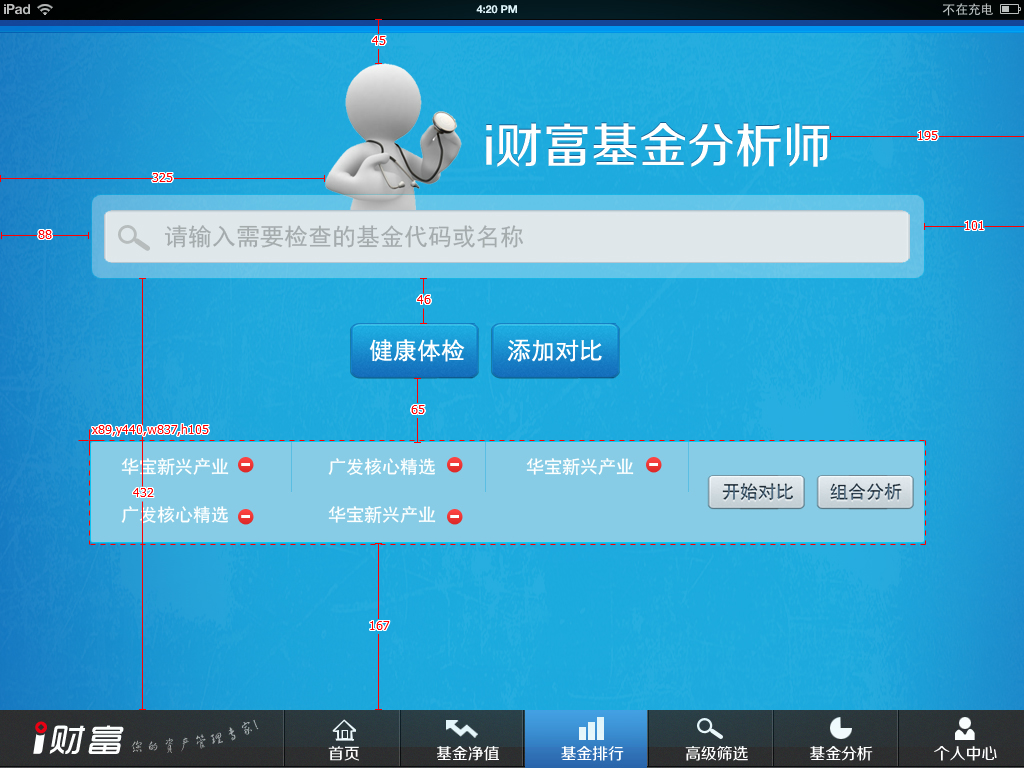 iPad 4:20 PM 不在充电
45
i财富基金分析师
195
325
88
请输入需要检查的基金代码或名称
101
46
健康体检 添加对比
65
x89,y440,w837,h105
华宝新兴产业 广发核心精选 华宝新兴产业
432
开始对比 组合分析
广发核心精选 华宝新兴产业
167
i财富 你的资产管理专家!
首页 基金净值 基金排行 高级筛选 基金分析 个人中心